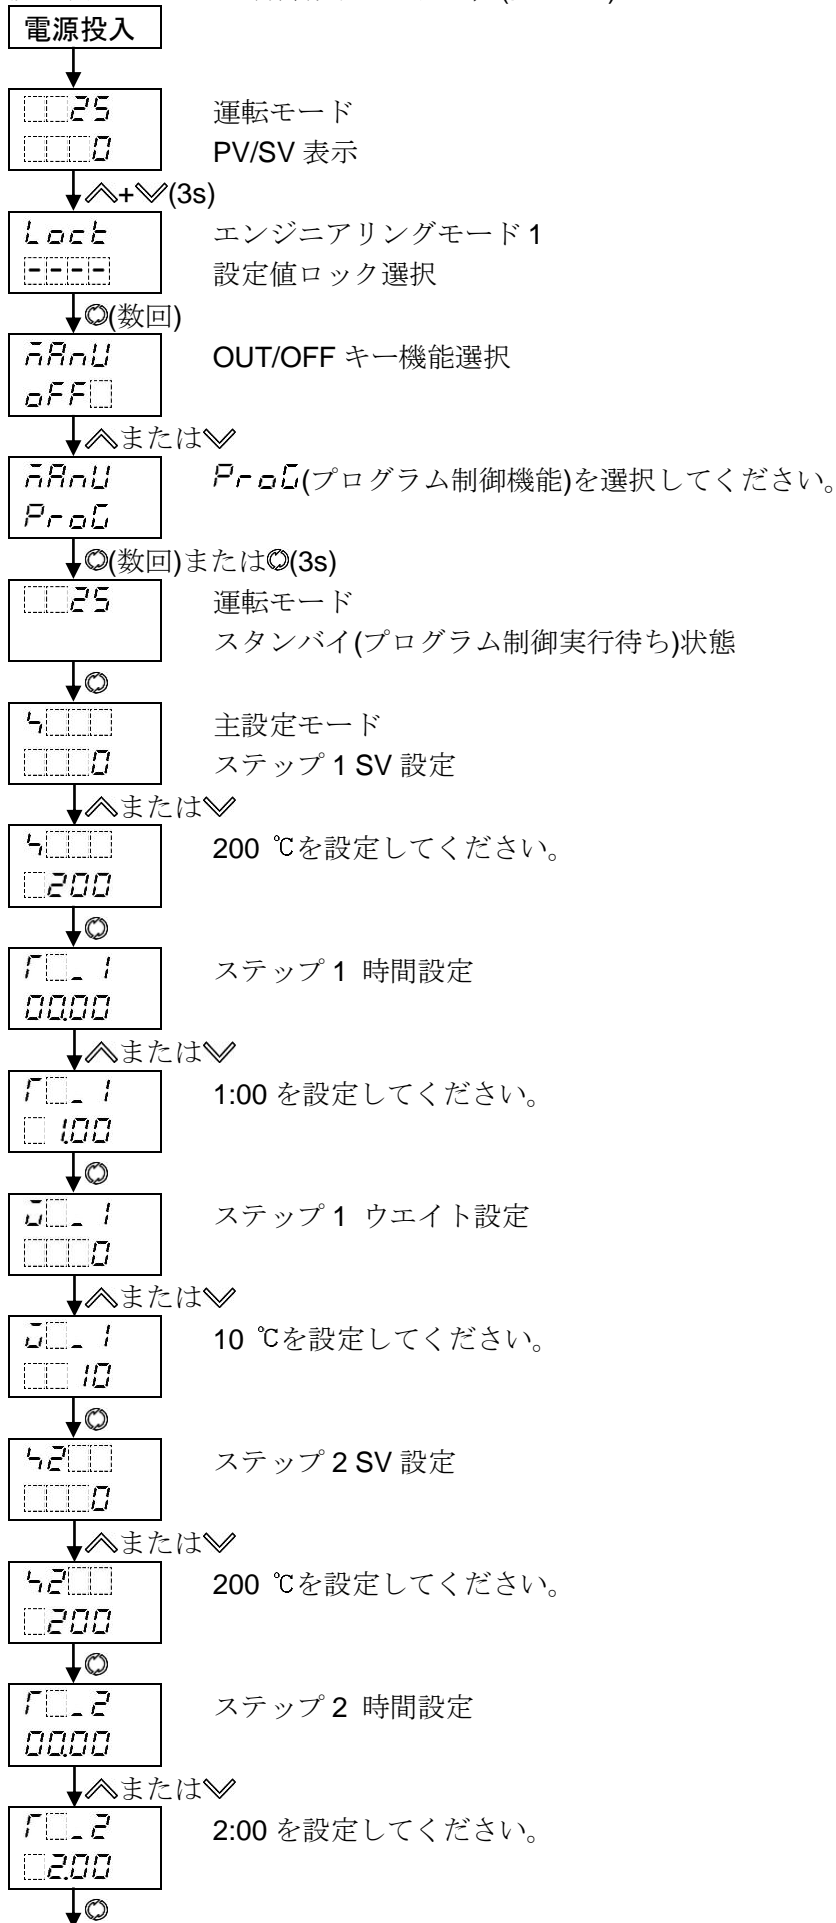 電源投入
25 運転モード
0 PV/SV 表示
+ (3s)
Loct エンジニアリングモード 1
---- 設定値ロック選択
(数回)
MANU OUT/OFF キー機能選択
oFF
または
MANU ProG(プログラム制御機能)を選択してください。
ProG
(数回)または (3s)
25 運転モード
スタンバイ(プログラム制御実行待ち)状態
S 主設定モード
0 ステップ 1 SV 設定
または
S 200 ℃を設定してください。
200
T _ 1 ステップ 1 時間設定
00.00
または
T _ 1 1:00 を設定してください。
1.00
W _ 1 ステップ 1 ウエイト設定
0
または
W _ 1 10 ℃を設定してください。
10
S2 ステップ 2 SV 設定
0
または
S2 200 ℃を設定してください。
200
T _ 2 ステップ 2 時間設定
00.00
または
T _ 2 2:00 を設定してください。
2.00